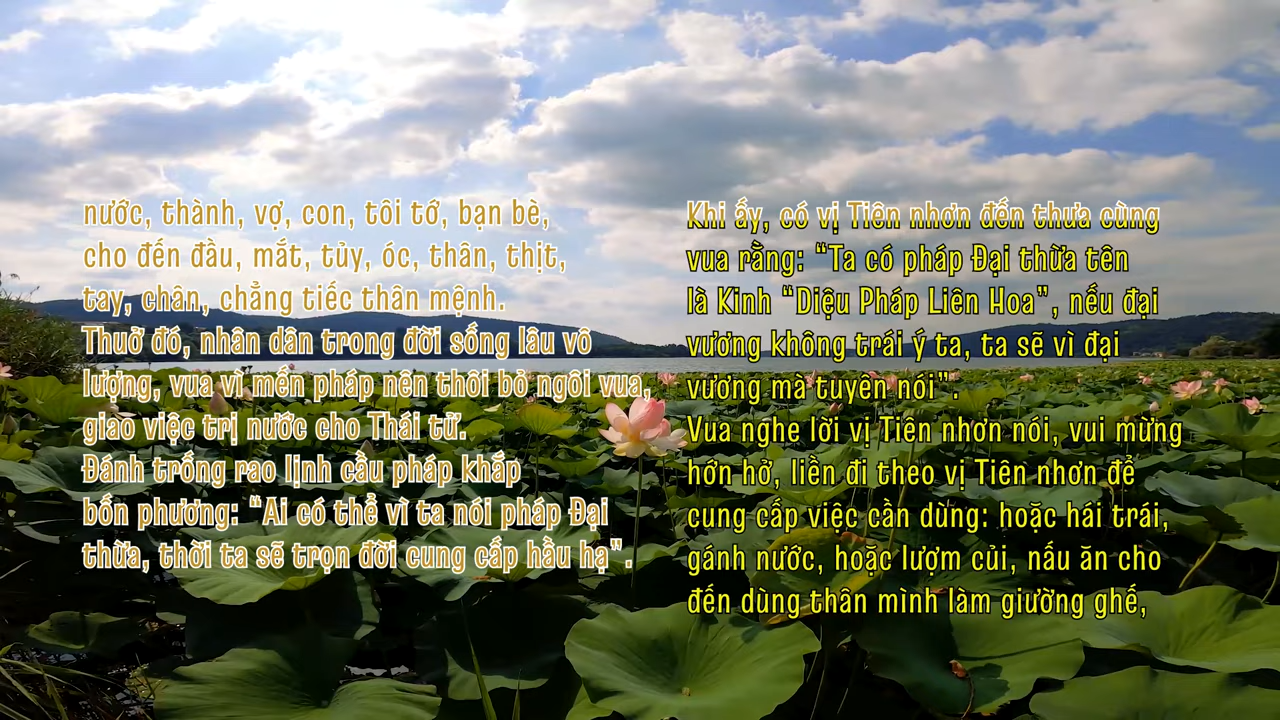 nước, thành, vợ, con, tôi tớ, bạn bè,
cho đến đầu, mắt, tủy, óc, thân, thịt,
tay, chân, chẳng tiếc thân mệnh.
Thuở đó, nhân dân trong đời sống lâu vô
lượng, vua vì mến pháp nên thôi bỏ ngôi vua,
giao việc trị nước cho Thái tử.
Đánh trống rao lịnh cầu pháp khắp
bốn phương: “Ai có thể vì ta nói pháp Đại
thừa, thời ta sẽ trọn đời cung cấp hầu hạ”.
Khi ấy, có vị Tiên nhơn đến thưa cùng
vua rằng: “Ta có pháp Đại thừa tên
là Kinh “Diệu Pháp Liên Hoa”, nếu đại
vương không trái ý ta, ta sẽ vì đại
vương mà tuyên nói”.
Vua nghe lời vị Tiên nhơn nói, vui mừng
hớn hở, liền đi theo vị Tiên nhơn để
cung cấp việc cần dùng: hoặc hái trái,
gánh nước, hoặc lượm củi, nấu ăn cho
đến dùng thân mình làm giường ghế,